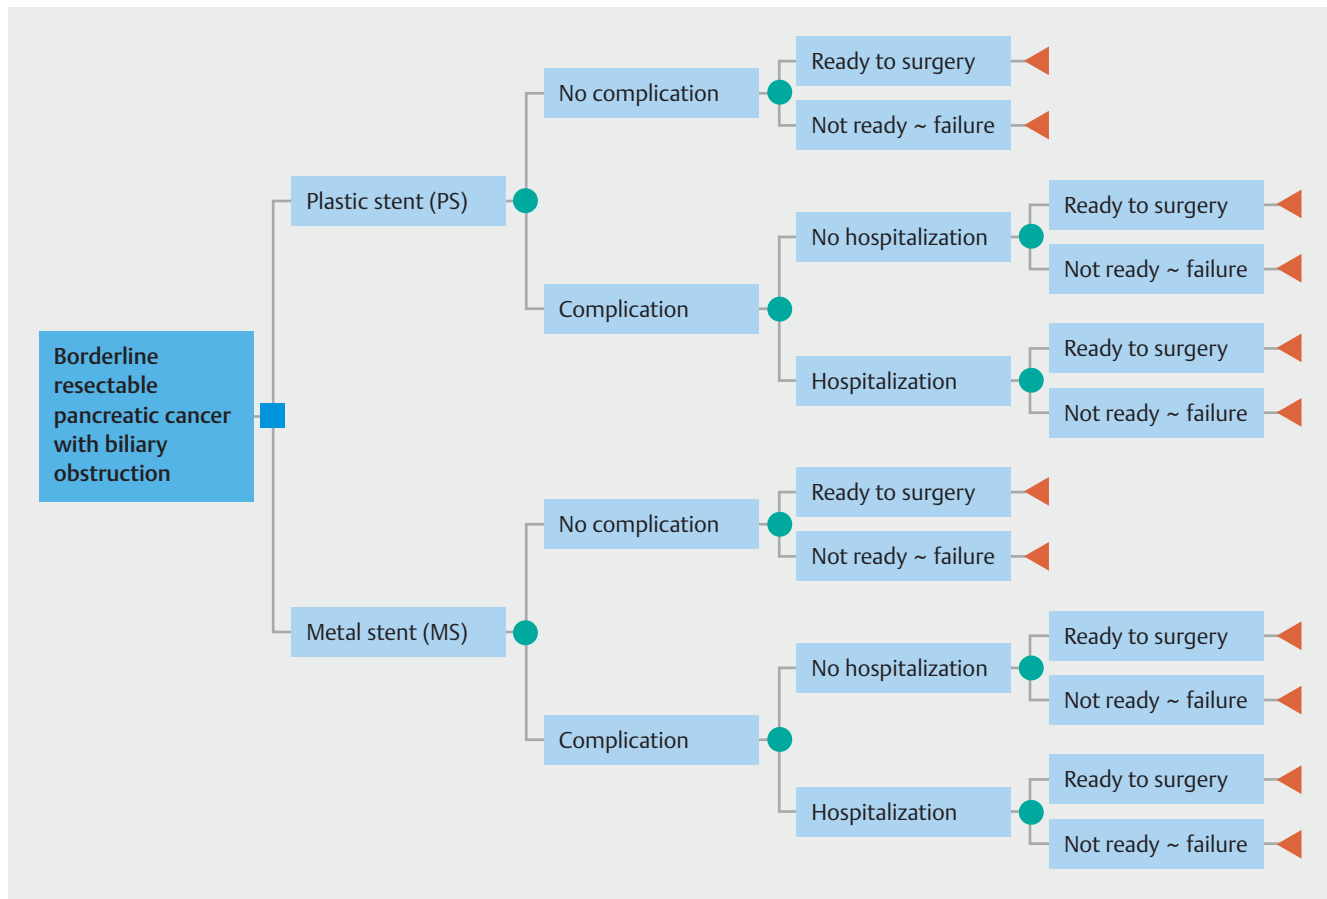 Borderline
resectable
pancreatic cancer
with biliary
obstruction
Plastic stent (PS)
No complication
Ready to surgery
Not ready ~ failure
Complication
No hospitalization
Ready to surgery
Not ready ~ failure
Hospitalization
Ready to surgery
Not ready ~ failure
Metal stent (MS)
No complication
Ready to surgery
Not ready ~ failure
Complication
No hospitalization
Ready to surgery
Not ready ~ failure
Hospitalization
Ready to surgery
Not ready ~ failure